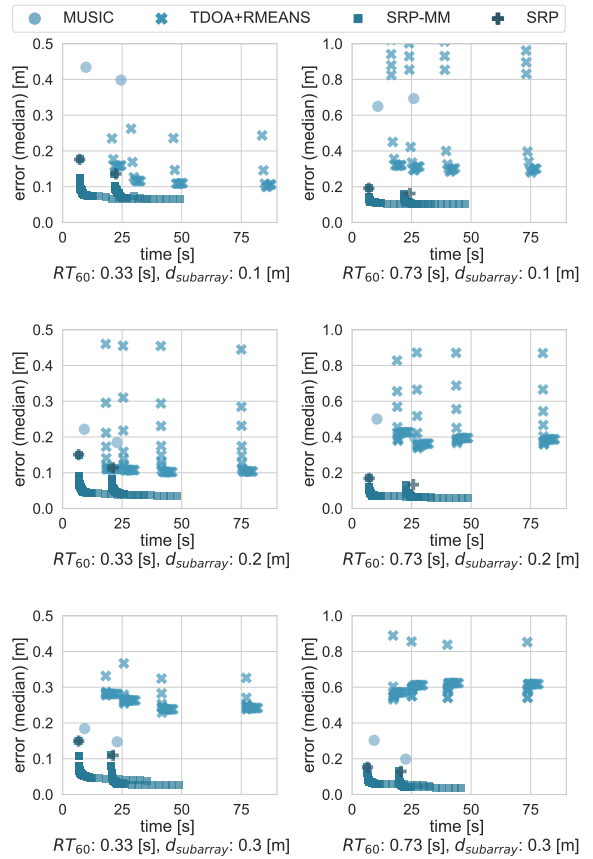 MUSIC TDOA+RMEANS SRP-MM SRP
error (median) [m]
0.5
0.4
0.3
0.2
0.1
0.0
0 25 50 75
time [s]
RT60: 0.33 [s], dsubarray: 0.1 [m]
error (median) [m]
1.0
0.8
0.6
0.4
0.2
0.0
0 25 50 75
time [s]
RT60: 0.73 [s], dsubarray: 0.1 [m]
error (median) [m]
0.5
0.4
0.3
0.2
0.1
0.0
0 25 50 75
time [s]
RT60: 0.33 [s], dsubarray: 0.2 [m]
error (median) [m]
1.0
0.8
0.6
0.4
0.2
0.0
0 25 50 75
time [s]
RT60: 0.73 [s], dsubarray: 0.2 [m]
error (median) [m]
0.5
0.4
0.3
0.2
0.1
0.0
0 25 50 75
time [s]
RT60: 0.33 [s], dsubarray: 0.3 [m]
error (median) [m]
1.0
0.8
0.6
0.4
0.2
0.0
0 25 50 75
time [s]
RT60: 0.73 [s], dsubarray: 0.3 [m]